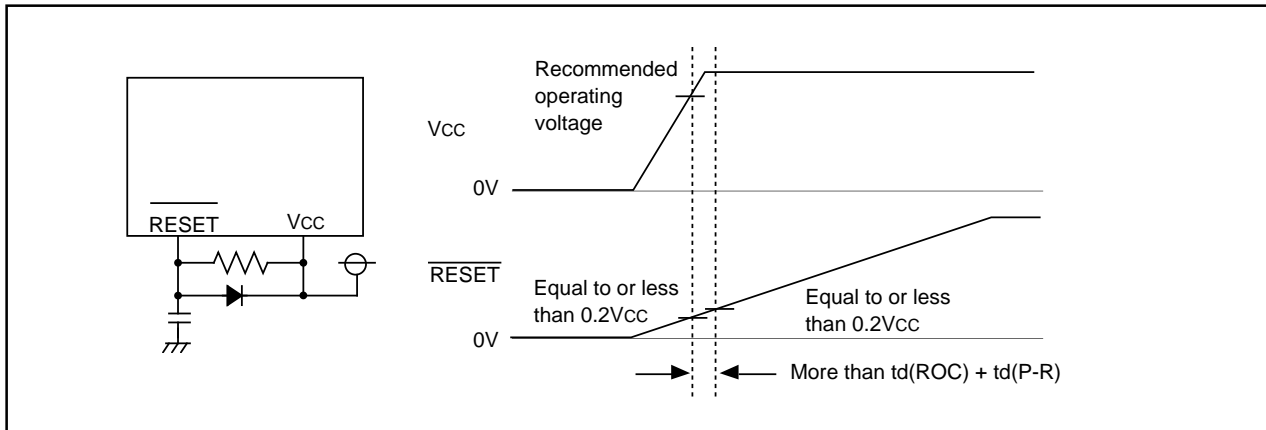 RESET
VCC
Recommended
operating
voltage
VCC
0V
RESET
Equal to or less
than 0.2VCC
Equal to or less
than 0.2VCC
0V
More than td(ROC) + td(P-R)